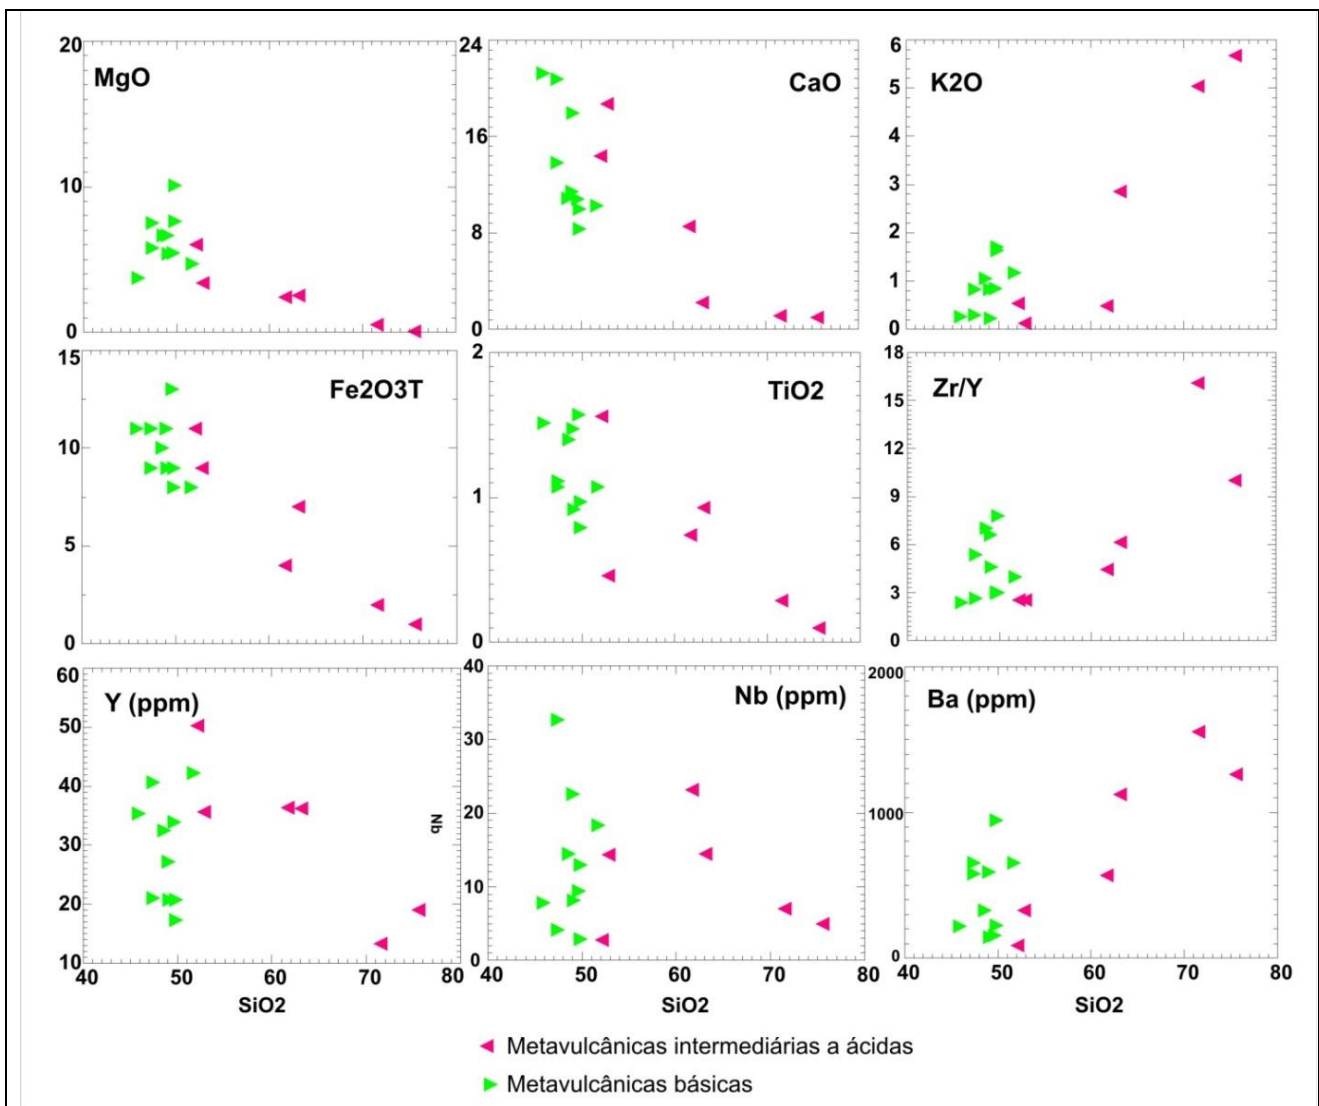 20
MgO
10
0
24
CaO
16
8
0
6
K2O
5
4
3
2
1
0
15
Fe2O3T
10
5
0
2
TiO2
1
0
18
Zr/Y
15
12
9
6
3
0
60
Y (ppm)
50
40
30
20
10
40 50 60 70 80
SiO2
Nb
40
Nb (ppm)
30
20
10
0
40 50 60 70 80
SiO2
2000
Ba (ppm)
1000
0
40 50 60 70 80
SiO2
Metavulcânicas intermediárias a ácidas
Metavulcânicas básicas